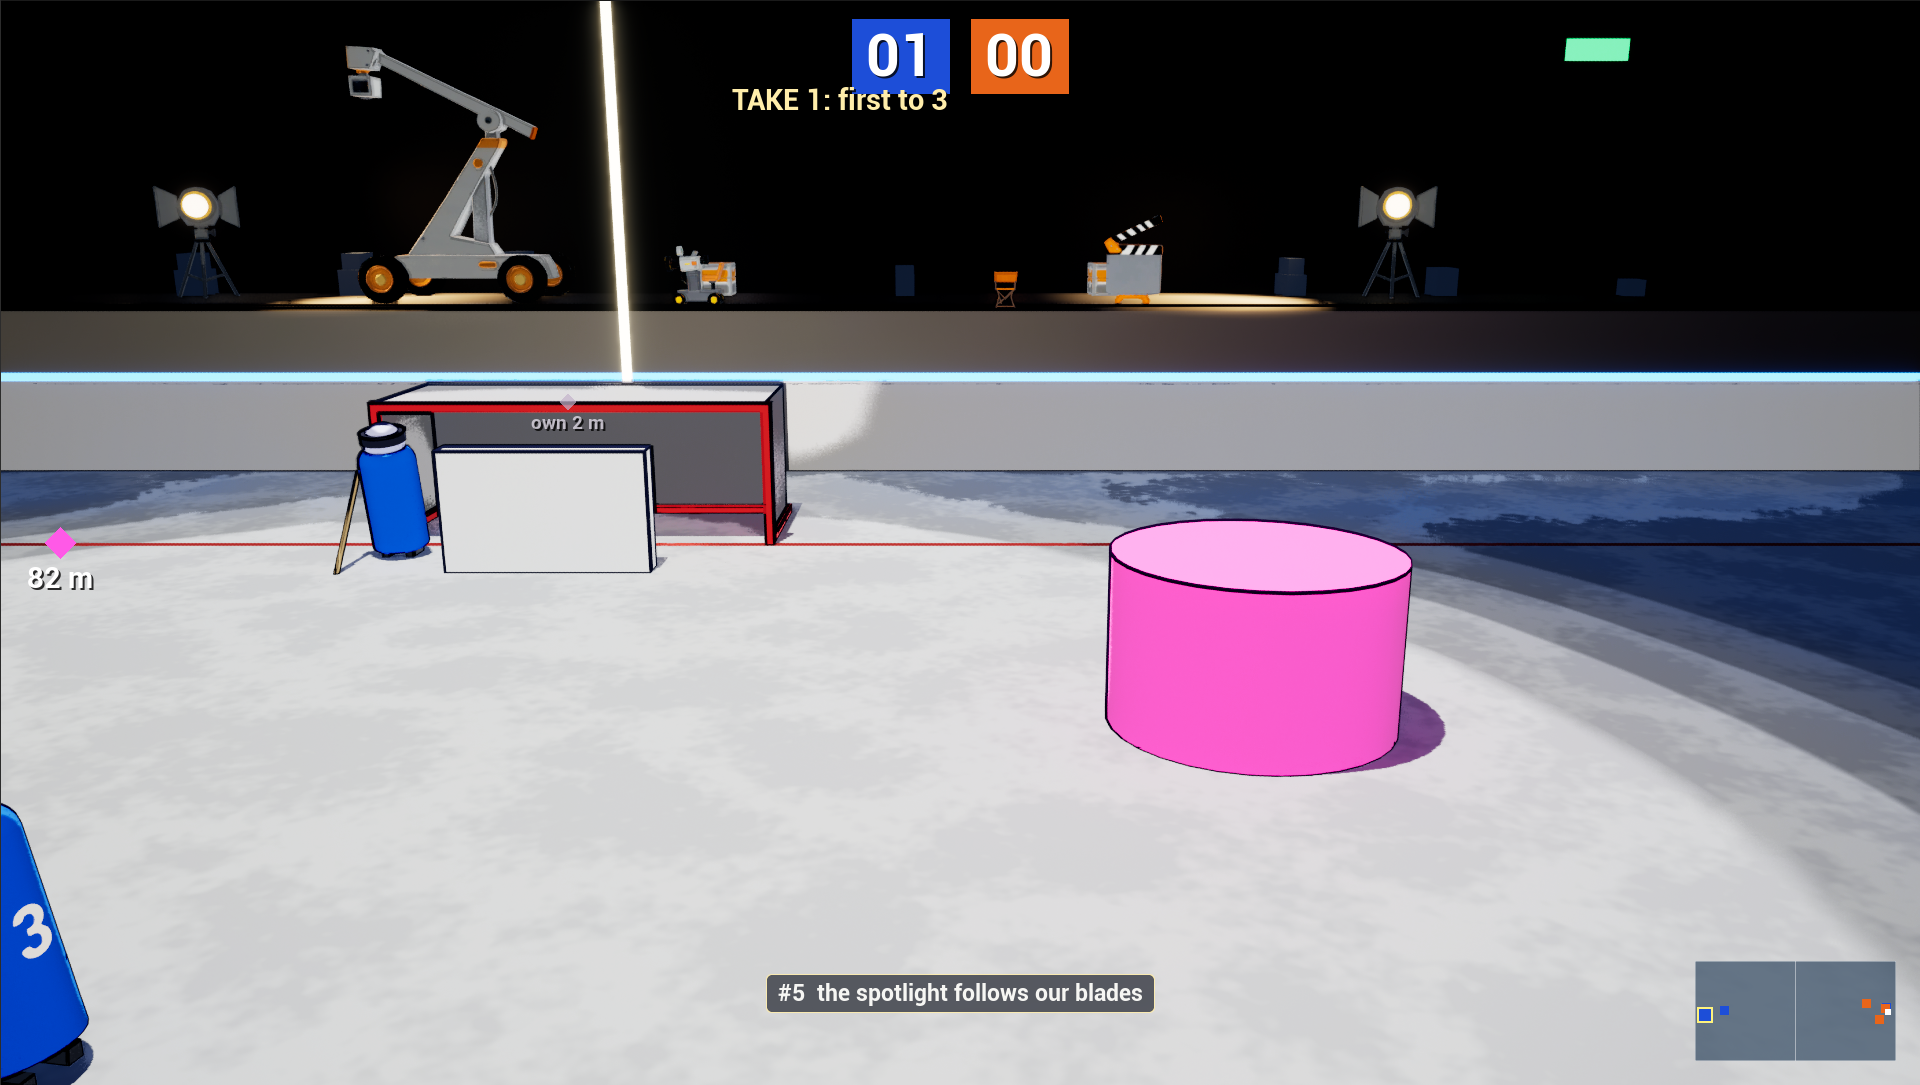 01 00
TAKE 1: first to 3
own 2 m
82 m
3
#5 the spotlight follows our blades